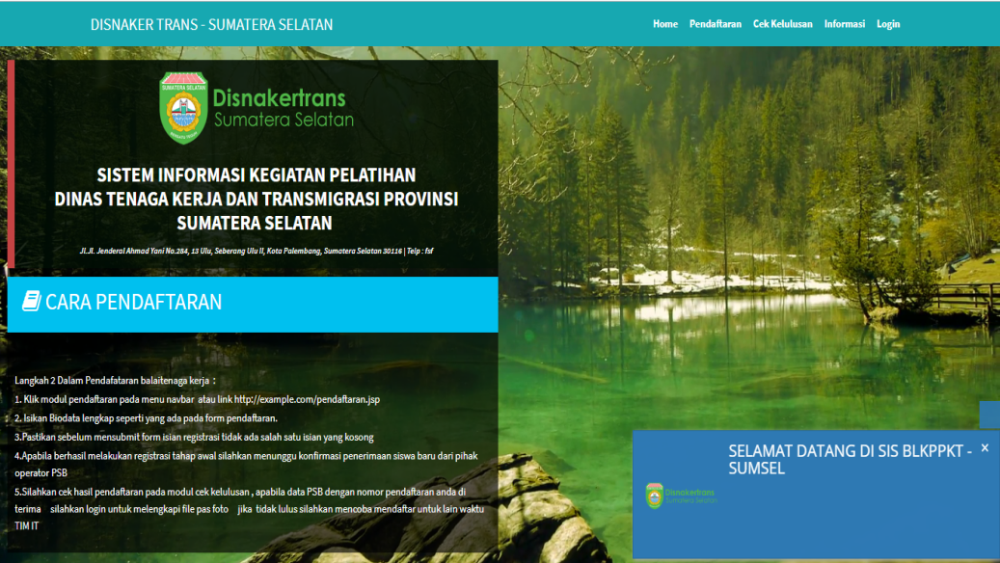 DISNAKER TRANS - SUMATERA SELATAN
Home Pendaftaran Cek Kelulusan Informasi Login
SUMATERA SELATAN
Disnakertrans
Sumatera Selatan
SISTEM INFORMASI KEGIATAN PELATIHAN
DINAS TENAGA KERJA DAN TRANSMIGRASI PROVINSI
SUMATERA SELATAN
Jl.Jl. Jenderal Ahmad Yani No.284, 13 Ulu, Seberang Ulu II, Kota Palembang, Sumatera Selatan 30116 | Telp : fsf
CARA PENDAFTARAN
Langkah 2 Dalam Pendafataran balaitenaga kerja :
1. Klik modul pendaftaran pada menu navbar atau link http://example.com/pendaftaran.jsp
2. Isikan Biodata lengkap seperti yang ada pada form pendaftaran.
3.Pastikan sebelum mensubmit form isian registrasi tidak ada salah satu isian yang kosong
4.Apabila berhasil melakukan registrasi tahap awal silahkan menunggu konfirmasi penerimaan siswa baru dari pihak
operator PSB
5.Silahkan cek hasil pendaftaran pada modul cek kelulusan , apabila data PSB dengan nomor pendaftaran anda di
terima silahkan login untuk melengkapi file pas foto jika tidak lulus silahkan mencoba mendaftar untuk lain waktu
TIM IT
SELAMAT DATANG DI SIS BLKPPKT -
SUMSEL
×
Disnakertrans
Sumatera Selatan